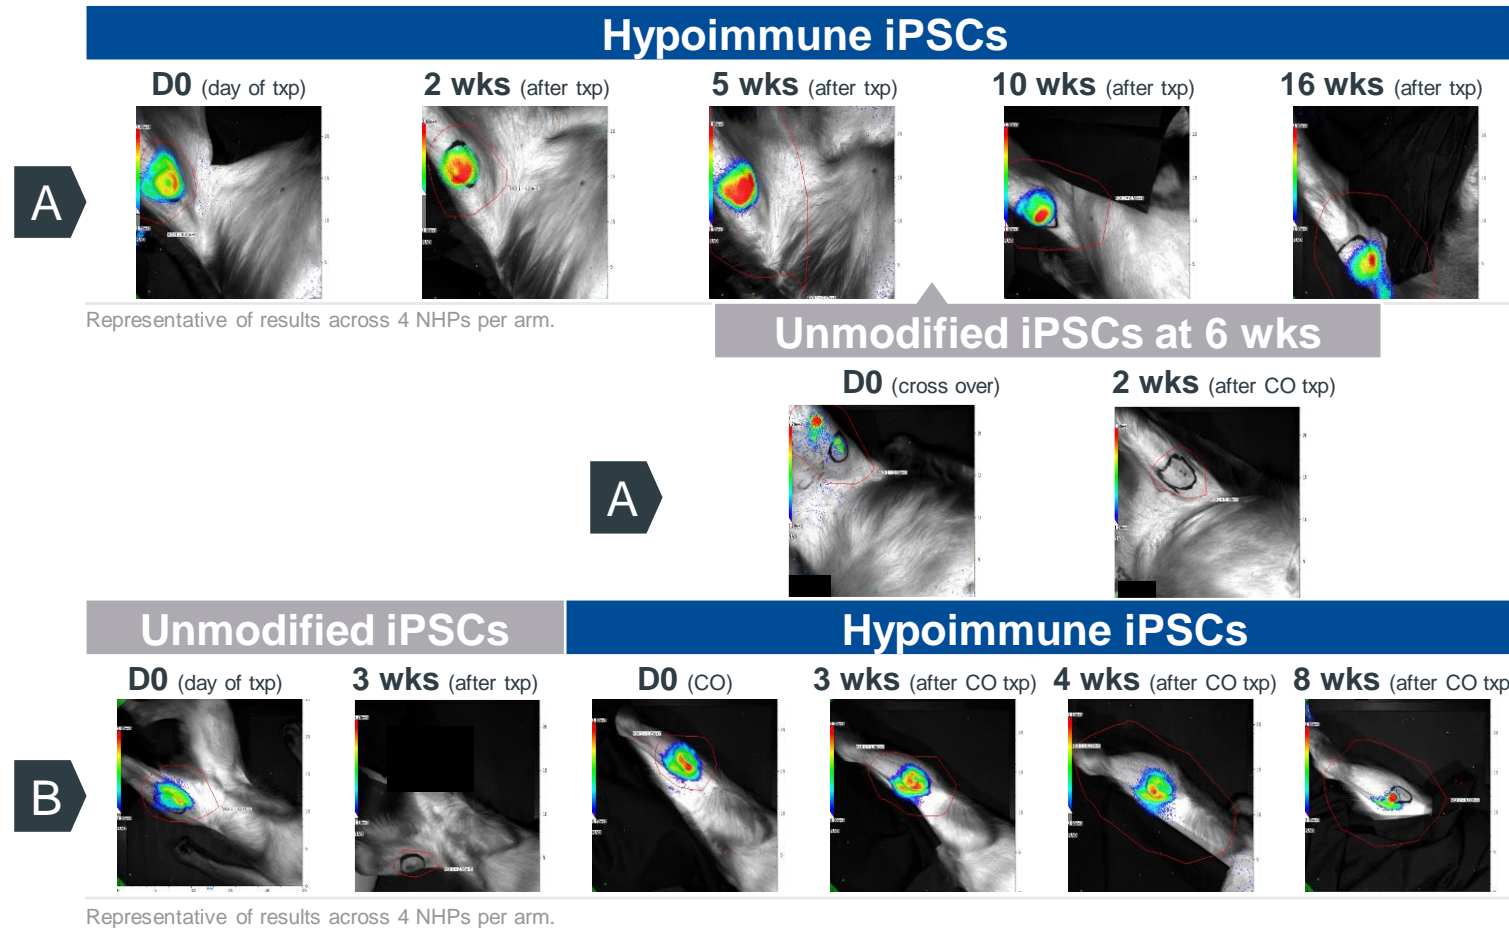 Hypoimmune iPSCs
D0 (day of txp) 2 wks (after txp) 5 wks (after txp) 10 wks (after txp) 16 wks (after txp)
A
Representative of results across 4 NHPs per arm.
Unmodified iPSCs at 6 wks
D0 (cross over) 2 wks (after CO txp)
A
Unmodified iPSCs Hypoimmune iPSCs
D0 (day of txp) 3 wks (after txp) D0 (CO) 3 wks (after CO txp) 4 wks (after CO txp) 8 wks (after CO txp
B
Representative of results across 4 NHPs per arm.